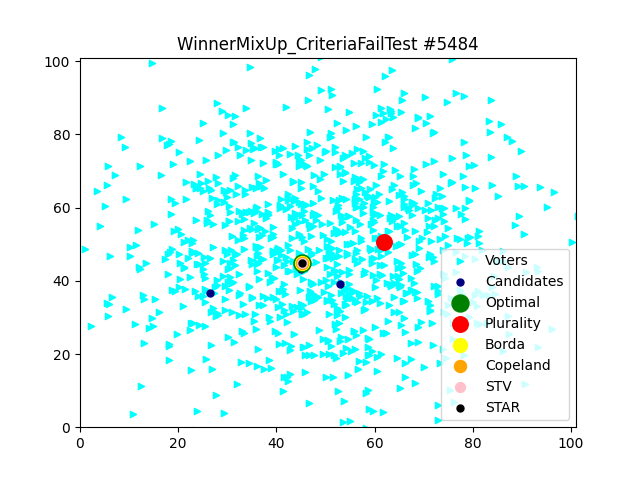 WinnerMixUp_CriteriaFailTest #5484
100
80
60
40
20
0
0 20 40 60 80 100
Voters
Candidates
Optimal
Plurality
Borda
Copeland
STV
STAR